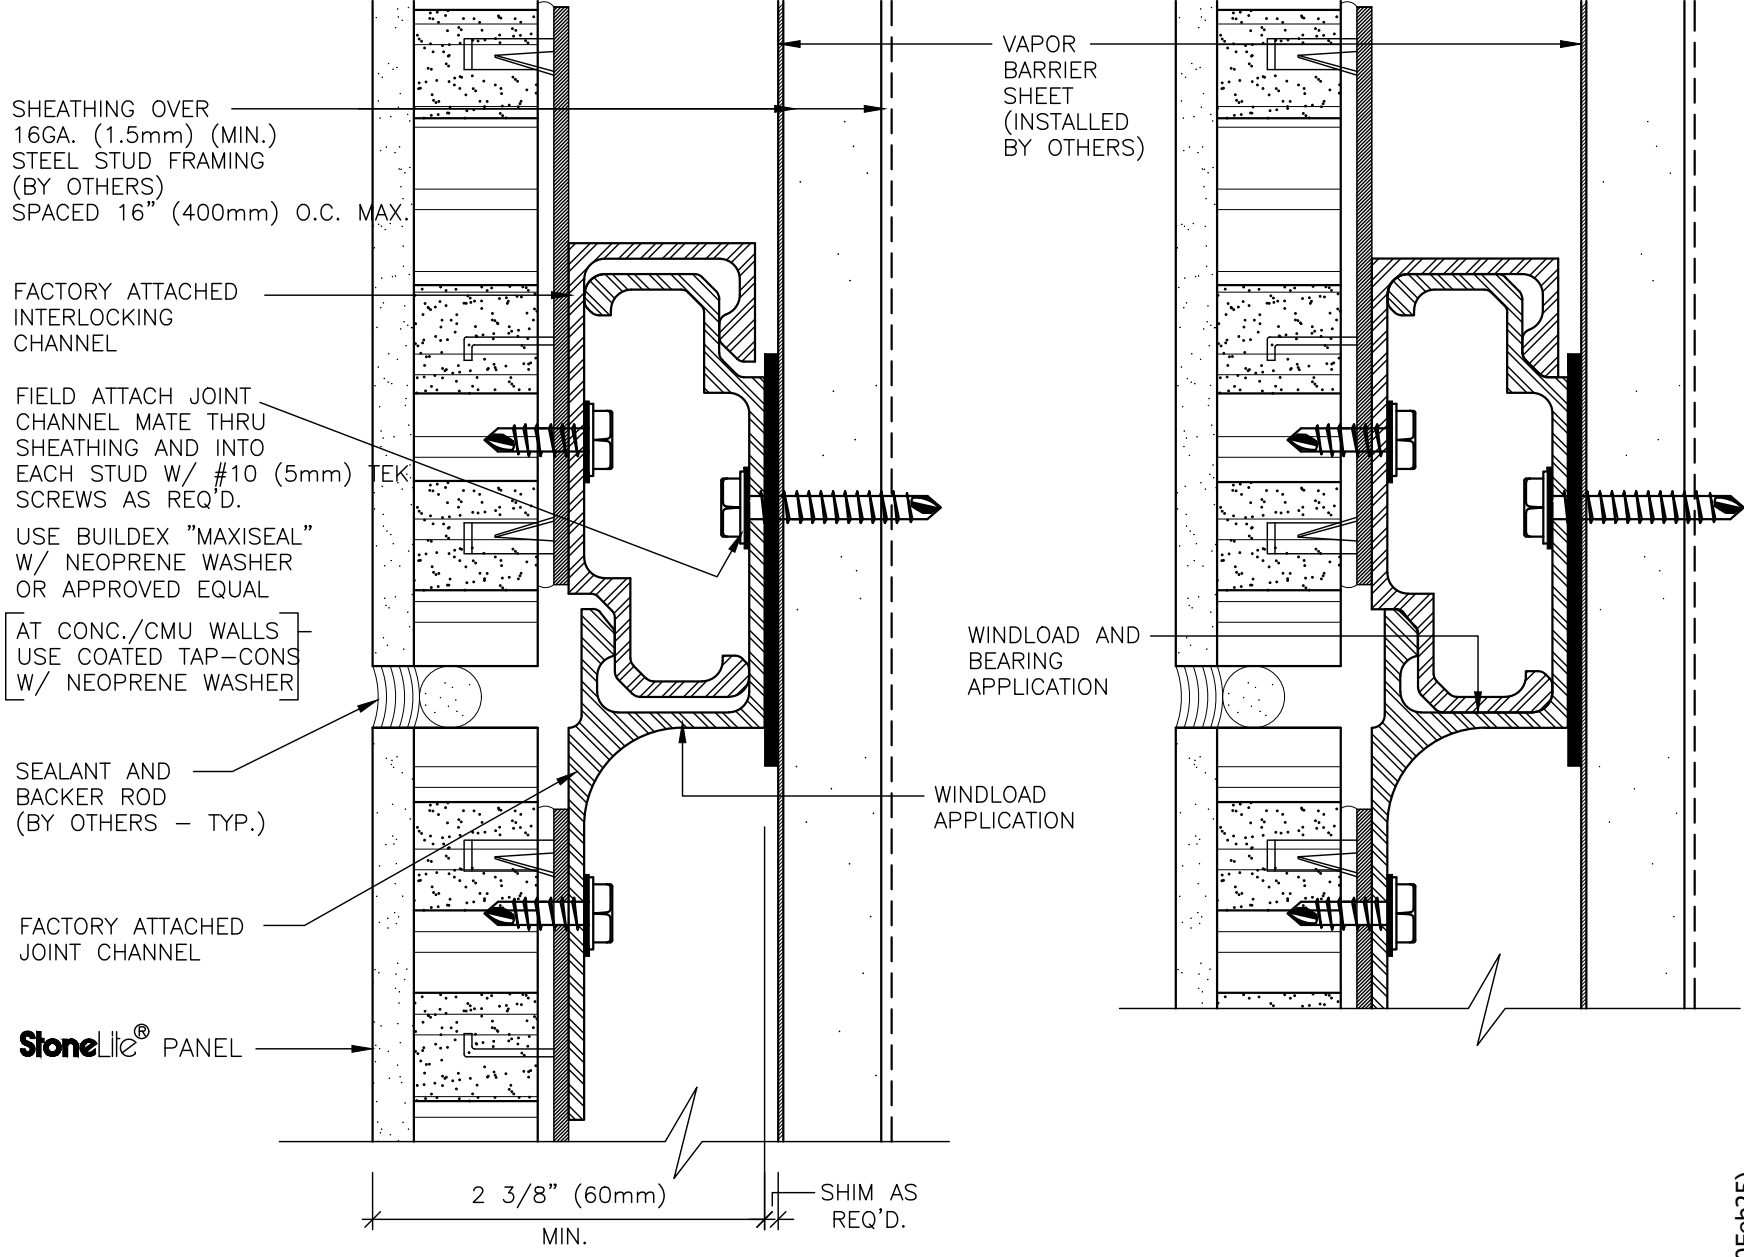 SHEATHING OVER
16GA. (1.5mm) (MIN.)
STEEL STUD FRAMING
(BY OTHERS)
SPACED 16" (400mm) O.C. MAX.
FACTORY ATTACHED
INTERLOCKING
CHANNEL
FIELD ATTACH JOINT
CHANNEL MATE THRU
SHEATHING AND INTO
EACH STUD W/ #10 (5mm) TEK
SCREWS AS REQ'D.
USE BUILDEX "MAXISEAL"
W/ NEOPRENE WASHER
OR APPROVED EQUAL
AT CONC./CMU WALLS
USE COATED TAP-CONS
W/ NEOPRENE WASHER
SEALANT AND
BACKER ROD
(BY OTHERS - TYP.)
FACTORY ATTACHED
JOINT CHANNEL
StoneLite® PANEL
VAPOR
BARRIER
SHEET
(INSTALLED
BY OTHERS)
WINDLOAD AND
BEARING
APPLICATION
WINDLOAD
APPLICATION
2 3/8" (60mm)
MIN.
SHIM AS
REQ'D.